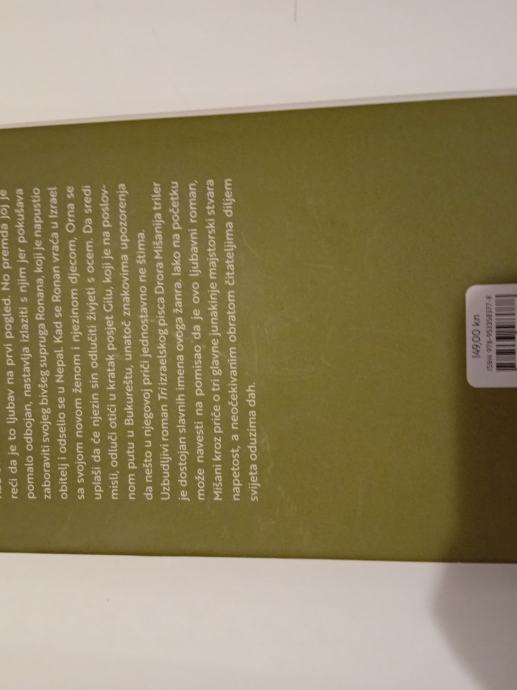 reći da je to ljubav na prvi pogled. No premda joj je
pomalo odbojan, nastavlja izlaziti s njim jer pokušava
zaboraviti svojeg bivšeg supruga Ronana, koji je napustio
obitelj i odselio se u Nepal. Kad se Ronan vraća u Izrael
sa svojom novom ženom i njezinom djecom, Orna se
uplaši da će njezin sin odlučiti živjeti s ocem. Da sredi
misli, odluči otići u kratak posjet Gilu, koji je na poslov-
nom putu u Bukureštu, unatoč znakovima upozorenja
da nešto u njegovoj priči jednostavno ne štima.
Uzbudljivi roman Tri izraelskog pisca Drora Mišanija triler
je dostojan slavnih imena ovoga žanra. Iako na početku
može navesti na pomisao da je ovo ljubavni roman,
Mišani kroz priče o tri glavne junakinje majstorski stvara
napetost, a neočekivanim obratom čitateljima diljem
svijeta oduzima dah.
149,00 kn